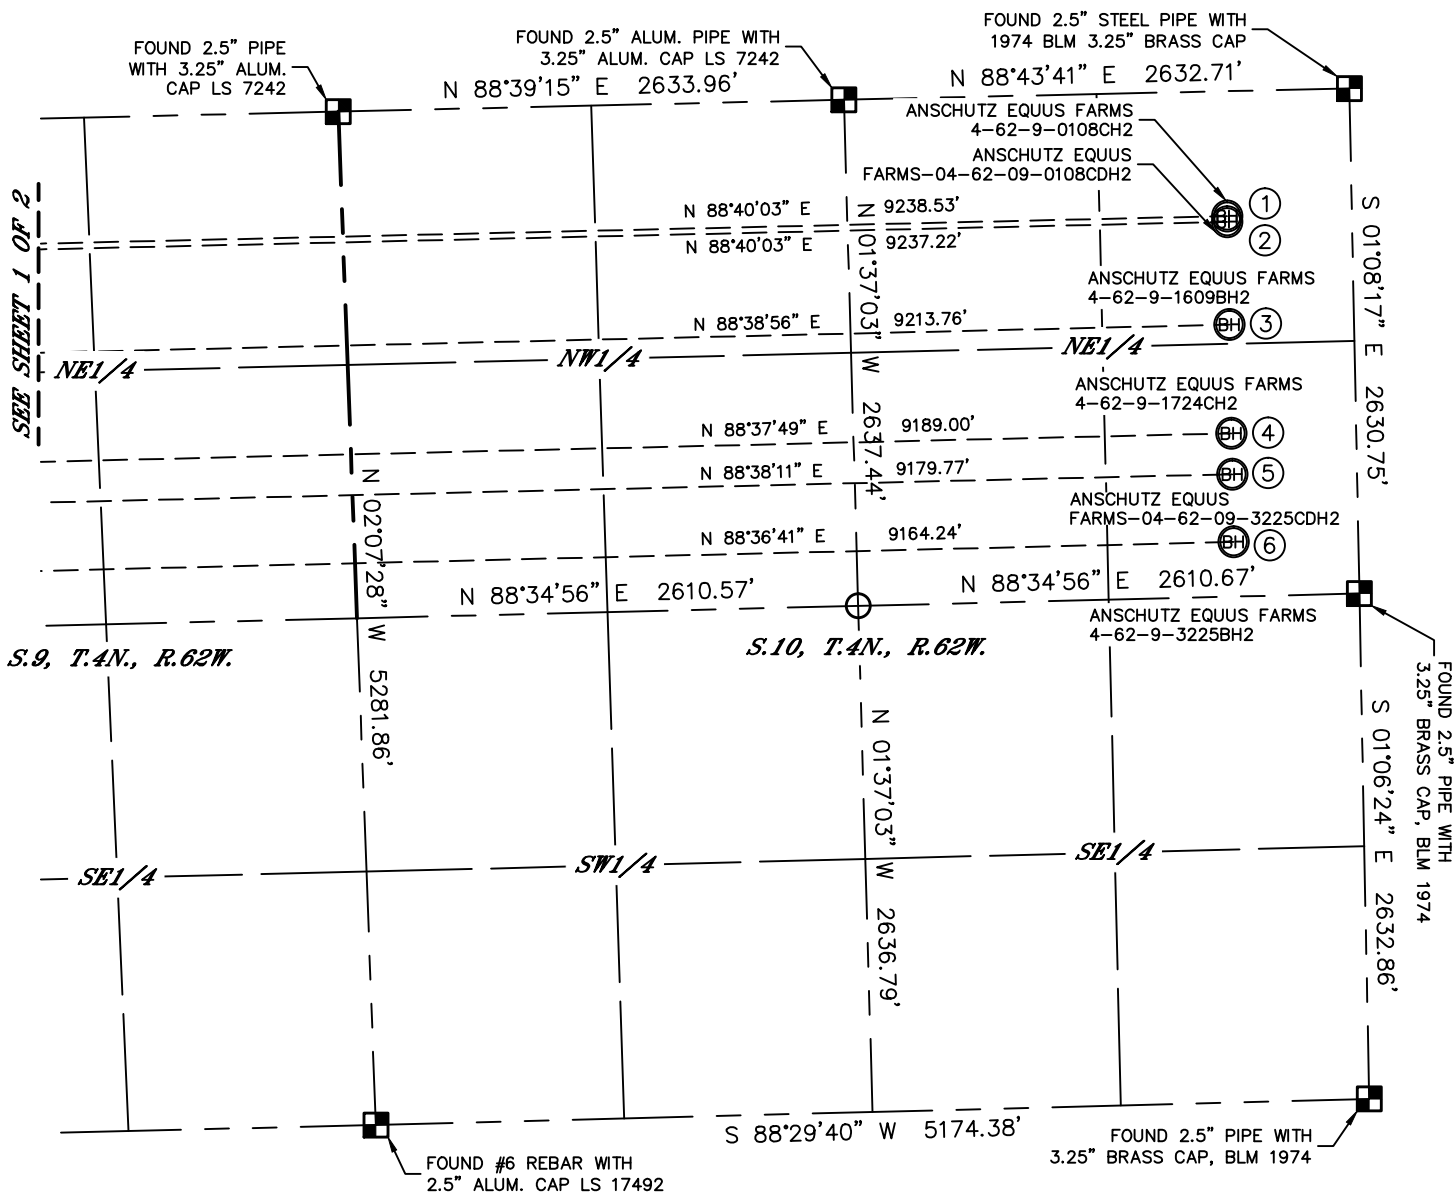 FOUND 2.5” PIPE
WITH 3.25” ALUM.
CAP LS 7242
FOUND 2.5” ALUM. PIPE WITH
3.25” ALUM. CAP LS 7242
FOUND 2.5” STEEL PIPE WITH
1974 BLM 3.25” BRASS CAP
N 88°39'15” E 2633.96'
N 88°43'41” E 2632.71'
ANSCHUTZ EQUUS FARMS
4-62-9-0108CH2
ANSCHUTZ EQUUS
FARMS-04-62-09-0108CDH2
SEE SHEET 1 OF 2
N 88°40'03” E 9238.53'
N 88°40'03” E 9237.22'
BH 1
BH 2
N 01°37'03” W 2637.44'
S 01°08'17” E 2630.75'
ANSCHUTZ EQUUS FARMS
4-62-9-1609BH2
N 88°38'56” E 9213.76'
BH 3
NE1/4
NW1/4
NE1/4
ANSCHUTZ EQUUS FARMS
4-62-9-1724CH2
N 88°37'49” E 9189.00'
BH 4
N 88°38'11” E 9179.77'
BH 5
N 02°07'28” W 5281.86'
ANSCHUTZ EQUUS
FARMS-04-62-09-3225CDH2
N 88°36'41” E 9164.24'
BH 6
N 88°34'56” E 2610.57'
N 88°34'56” E 2610.67'
ANSCHUTZ EQUUS FARMS
4-62-9-3225BH2
S.9, T.4N., R.62W.
S.10, T.4N., R.62W.
FOUND 2.5” PIPE WITH
3.25” BRASS CAP, BLM 1974
N 01°37'03” W 2636.79'
S 01°06'24” E 2632.86'
SE1/4
SW1/4
SE1/4
S 88°29'40” W 5174.38'
FOUND #6 REBAR WITH
2.5” ALUM. CAP LS 17492
FOUND 2.5” PIPE WITH
3.25” BRASS CAP, BLM 1974